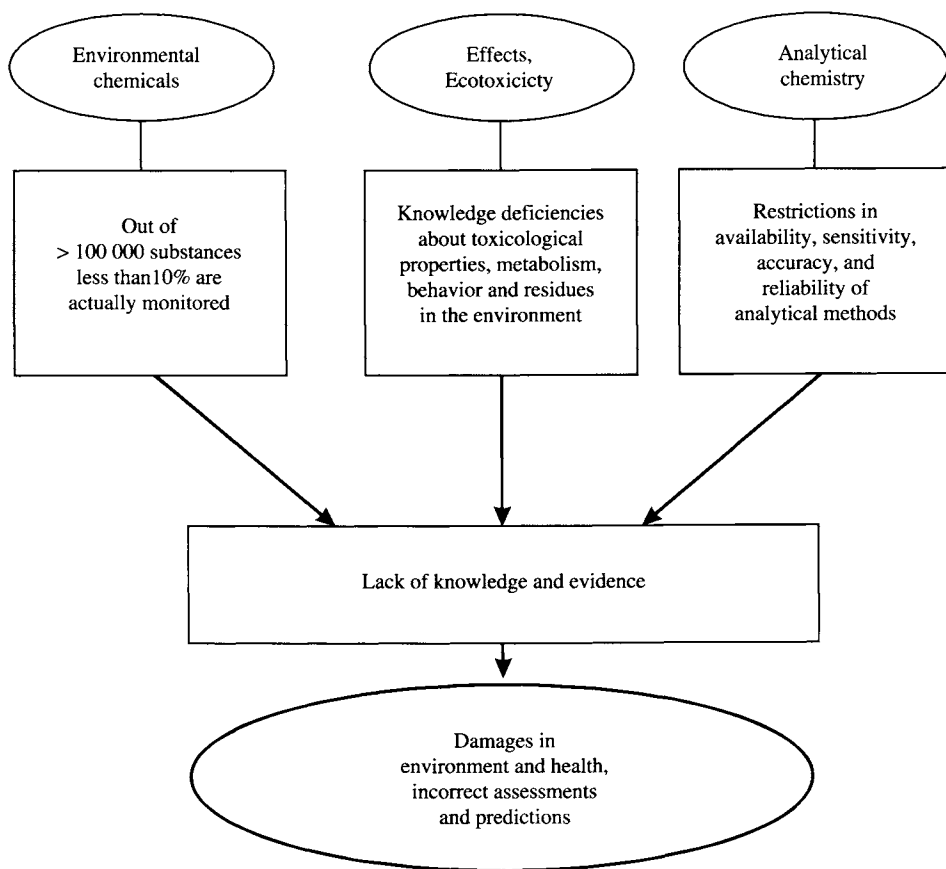 Environmental
chemicals
Effects,
Ecotoxicicty
Analytical
chemistry
Out of
> 100 000 substances
less than10% are
actually monitored
Knowledge deficiencies
about toxicological
properties, metabolism,
behavior and residues
in the environment
Restrictions in
availability, sensitivity,
accuracy, and
reliability of
analytical methods
Lack of knowledge and evidence
Damages in
environment and health,
incorrect assessments
and predictions